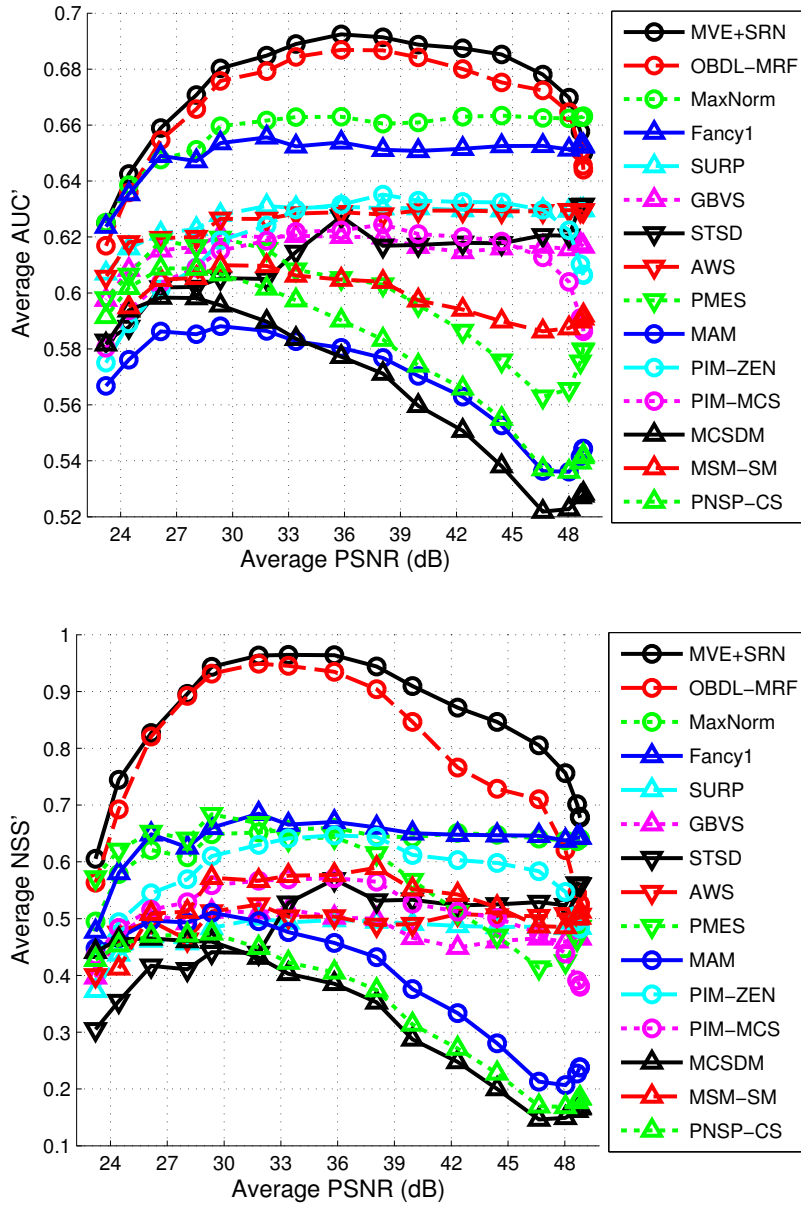 0.7
0.68
0.66
0.64
0.62
0.6
0.58
0.56
0.54
0.52
Average AUC'
24 27 30 33 36 39 42 45 48
Average PSNR (dB)
MVE+SRN
OBDL-MRF
MaxNorm
Fancy1
SURP
GBVS
STSD
AWS
PMES
MAM
PIM-ZEN
PIM-MCS
MCSDM
MSM-SM
PNSP-CS
1
0.9
0.8
0.7
0.6
0.5
0.4
0.3
0.2
0.1
Average NSS'
24 27 30 33 36 39 42 45 48
Average PSNR (dB)
MVE+SRN
OBDL-MRF
MaxNorm
Fancy1
SURP
GBVS
STSD
AWS
PMES
MAM
PIM-ZEN
PIM-MCS
MCSDM
MSM-SM
PNSP-CS